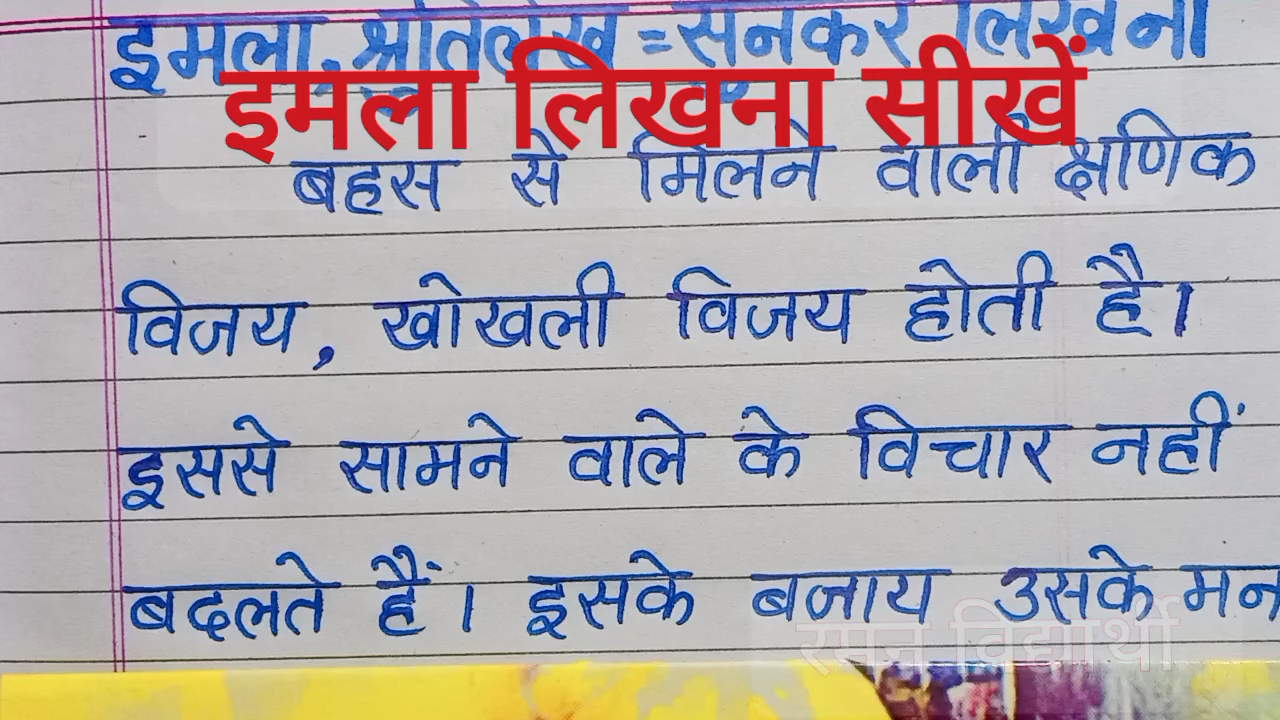 इमला, श्रुतिलेख = सुनकर लिखना
इमला लिखना सीखें
बहस से मिलने वाली क्षणिक
विजय, खोखली विजय होती है।
इससे सामने वाले के विचार नहीं
बदलते हैं। इसके बजाय उसके मन
रमन विद्यार्थी